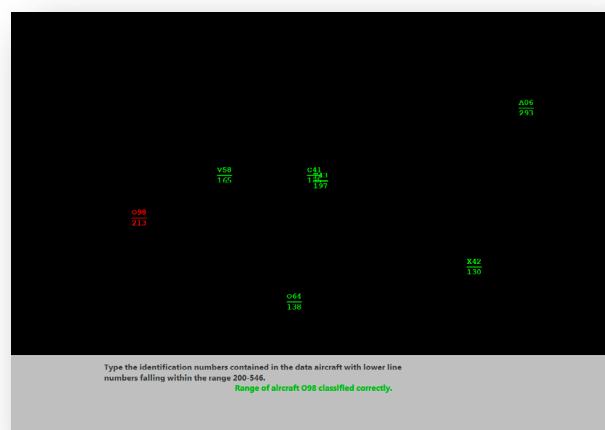 A06
293
V58
165
G41
197
O98
213
X42
130
O64
138
Type the identification numbers contained in the data aircraft with lower line
numbers falling within the range 200-546.
Range of aircraft O98 classified correctly.